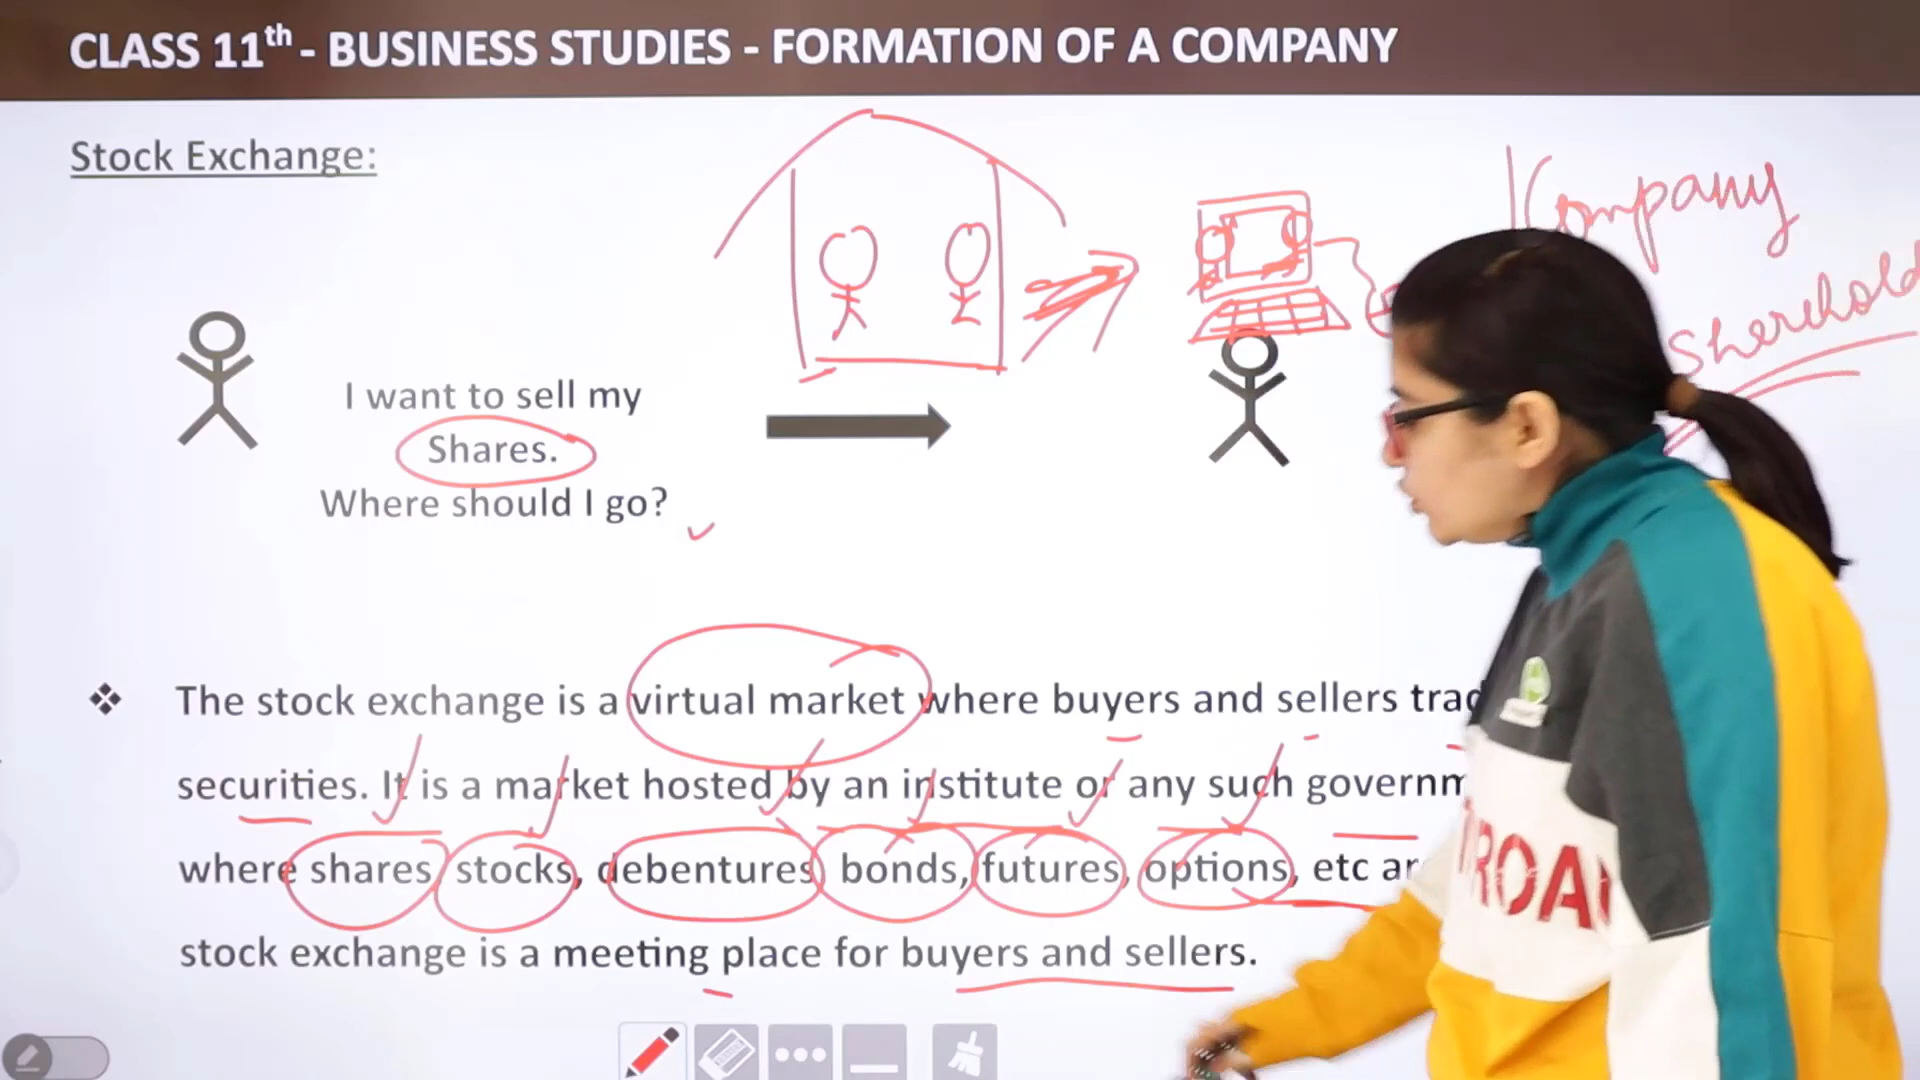 CLASS 11th - BUSINESS STUDIES - FORMATION OF A COMPANY
Stock Exchange:
Company
Sharehold
I want to sell my
Shares.
Where should I go?
The stock exchange is a virtual market where buyers and sellers trad
securities. It is a market hosted by an institute or any such governm
where shares stocks, debentures bonds, futures, options, etc ar
stock exchange is a meeting place for buyers and sellers.